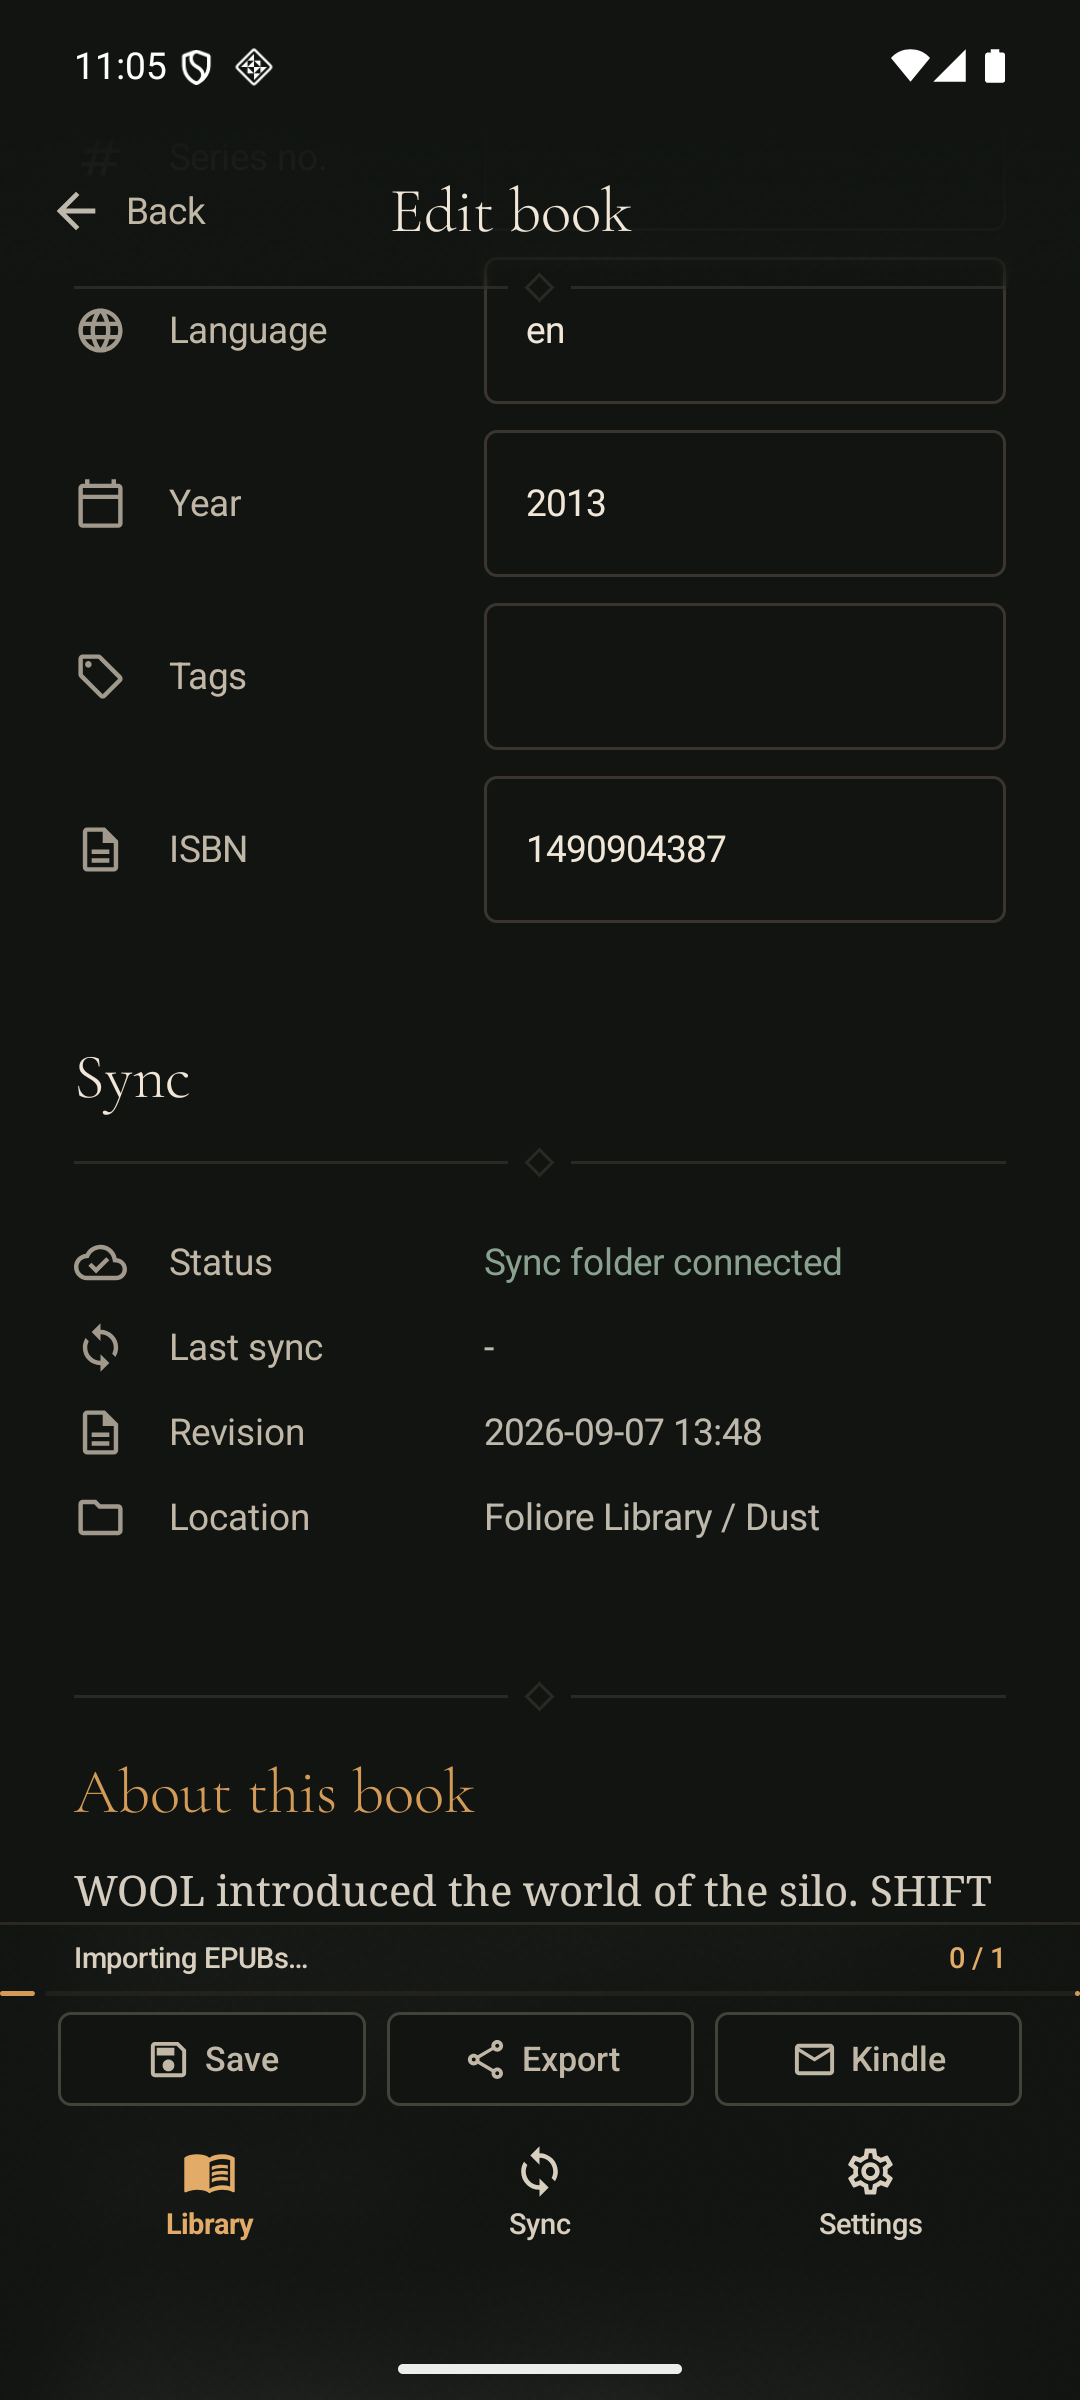 11:05
# Series no.
Back
Edit book
Language
en
Year
2013
Tags
ISBN
1490904387
Sync
Status
Sync folder connected
Last sync
-
Revision
2026-09-07 13:48
Location
Foliore Library / Dust
About this book
WOOL introduced the world of the silo. SHIFT
Importing EPUBs...
0 / 1
Save
Export
Kindle
Library
Sync
Settings